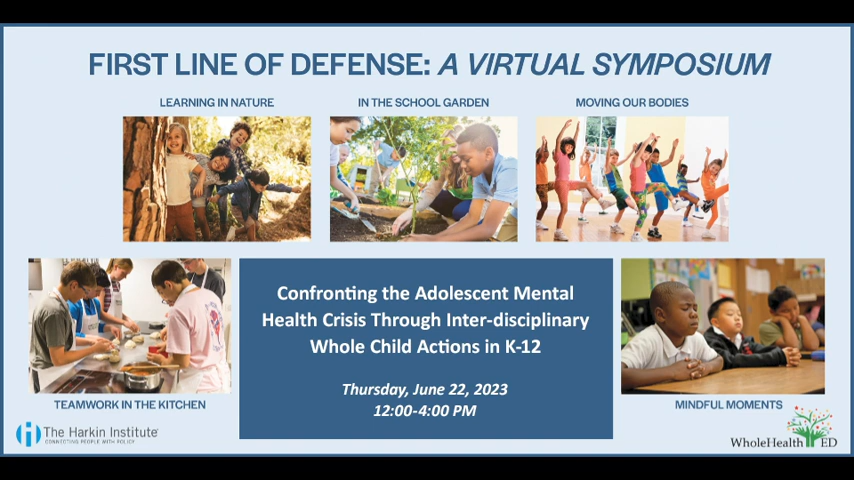 FIRST LINE OF DEFENSE: A VIRTUAL SYMPOSIUM
LEARNING IN NATURE
IN THE SCHOOL GARDEN
MOVING OUR BODIES
Confronting the Adolescent Mental
Health Crisis Through Inter-disciplinary
Whole Child Actions in K-12
Thursday, June 22, 2023
12:00-4:00 PM
TEAMWORK IN THE KITCHEN
MINDFUL MOMENTS
The Harkin Institute
CONNECTING PEOPLE WITH POLICY
WholeHealth ED